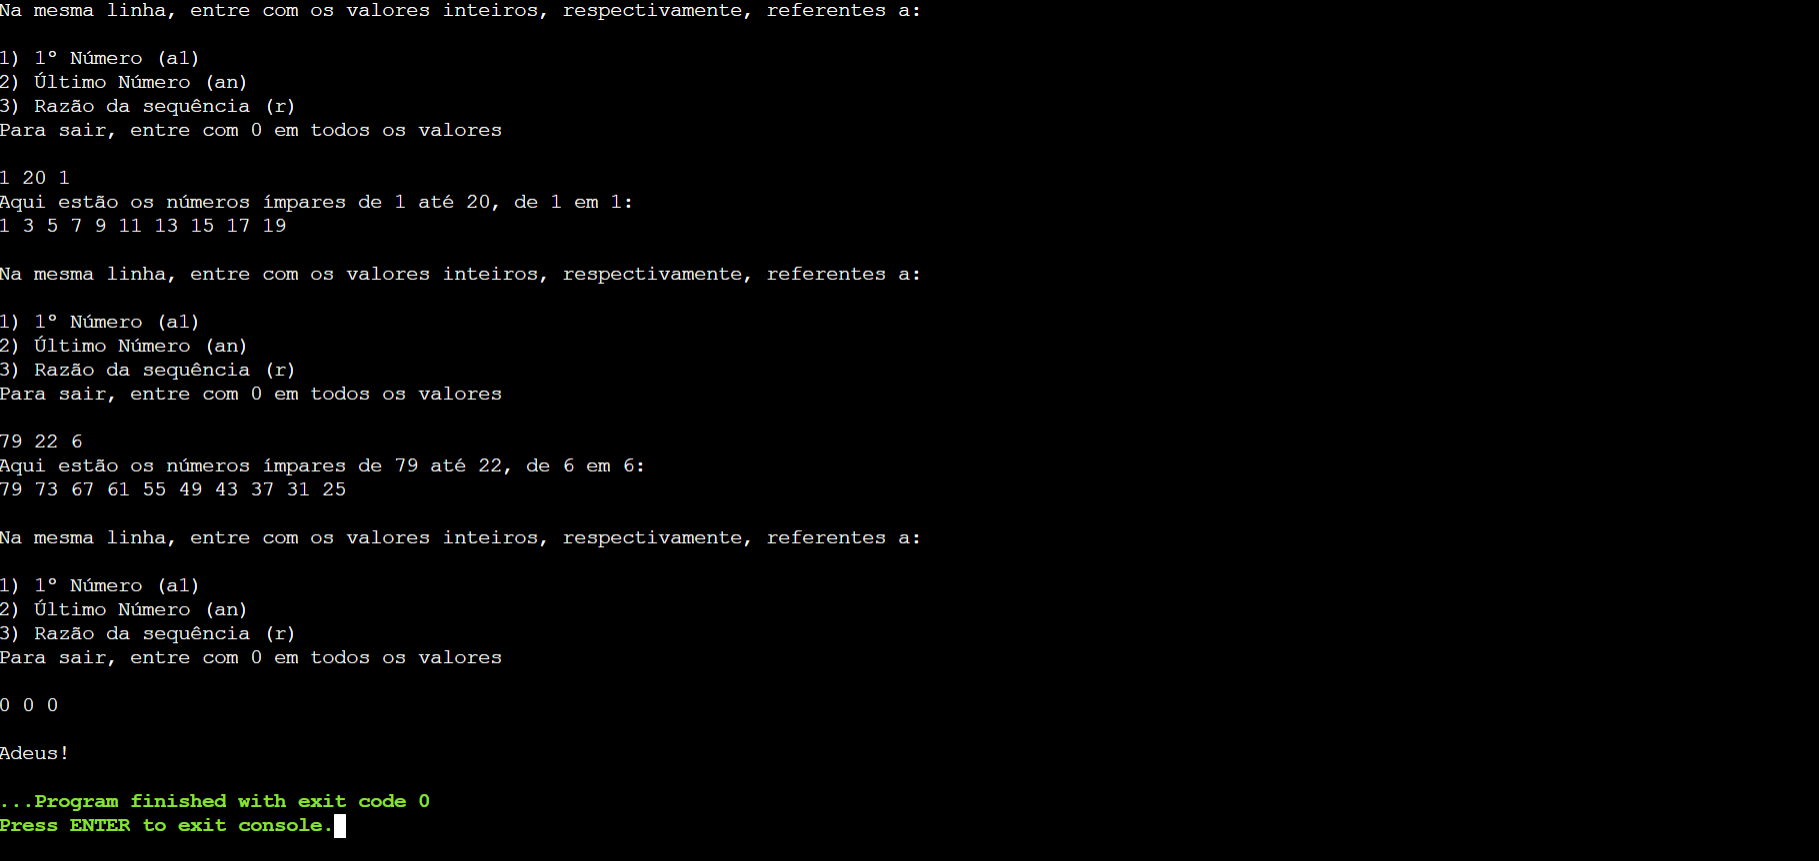 Na mesma linha, entre com os valores inteiros, respectivamente, referentes a:
1) 1º Número (a1)
2) Último Número (an)
3) Razão da sequência (r)
Para sair, entre com 0 em todos os valores
1 20 1
Aqui estão os números ímpares de 1 até 20, de 1 em 1:
1 3 5 7 9 11 13 15 17 19
Na mesma linha, entre com os valores inteiros, respectivamente, referentes a:
1) 1º Número (a1)
2) Último Número (an)
3) Razão da sequência (r)
Para sair, entre com 0 em todos os valores
79 22 6
Aqui estão os números ímpares de 79 até 22, de 6 em 6:
79 73 67 61 55 49 43 37 31 25
Na mesma linha, entre com os valores inteiros, respectivamente, referentes a:
1) 1º Número (a1)
2) Último Número (an)
3) Razão da sequência (r)
Para sair, entre com 0 em todos os valores
0 0 0
Adeus!
...Program finished with exit code 0
Press ENTER to exit console.